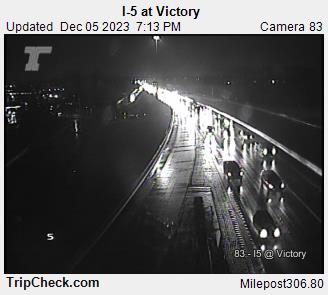 I-5 at Victory
Updated Dec 05 2023 7:13 PM Camera 83
T
S
83 - I5 @ Victory
TripCheck.com Milepost306.80